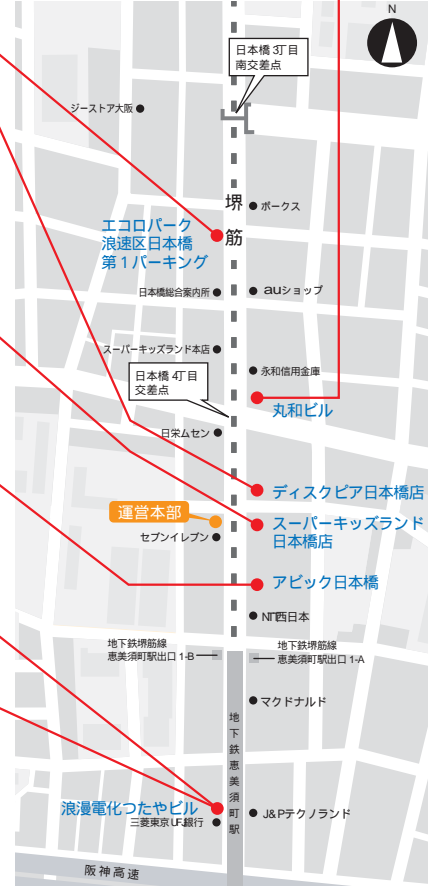 N
日本橋3丁目
南交差点
ジーストア大阪
堺筋
ボークス
エコロパーク
浪速区日本橋
第1パーキング
日本橋総合案内所
auショップ
スーパーキッズランド本店
永和信用金庫
日本橋4丁目
交差点
丸和ビル
日栄ムセン
ディスクピア日本橋店
運営本部
スーパーキッズランド
日本橋店
セブンイレブン
アビック日本橋
NTT西日本
地下鉄堺筋線
恵美須町駅出口1-B
地下鉄堺筋線
恵美須町駅出口1-A
マクドナルド
地下鉄恵美須町駅
浪漫電化つたやビル
三菱東京UFJ銀行
J&Pテクノランド
阪神高速